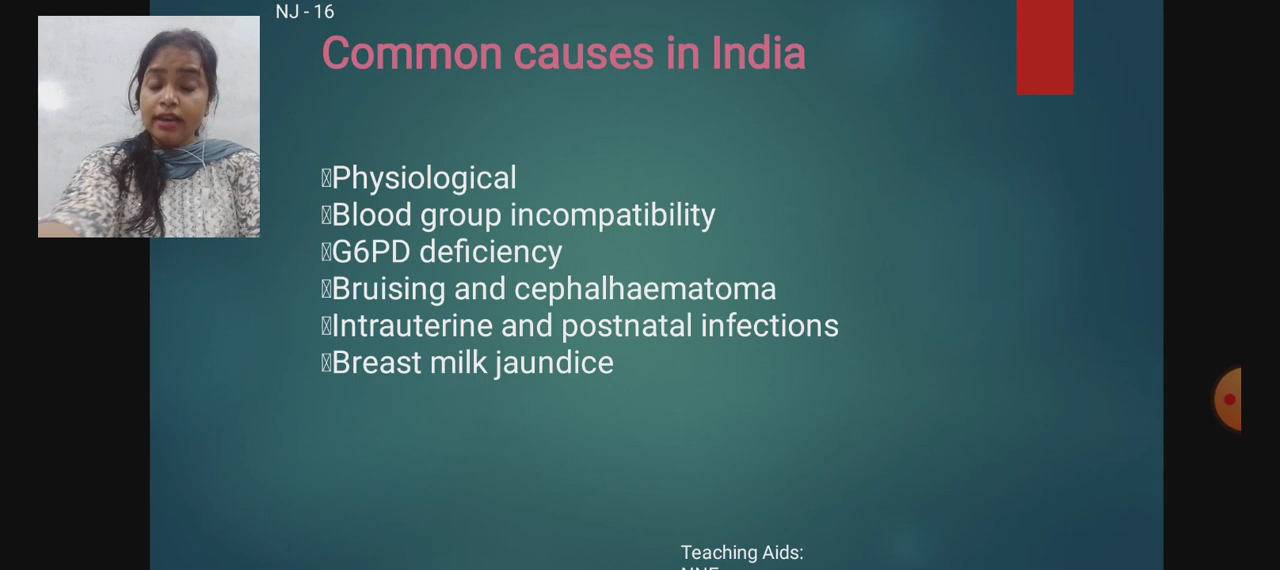 NJ - 16
Common causes in India
Physiological
Blood group incompatibility
G6PD deficiency
Bruising and cephalhaematoma
Intrauterine and postnatal infections
Breast milk jaundice
Teaching Aids: